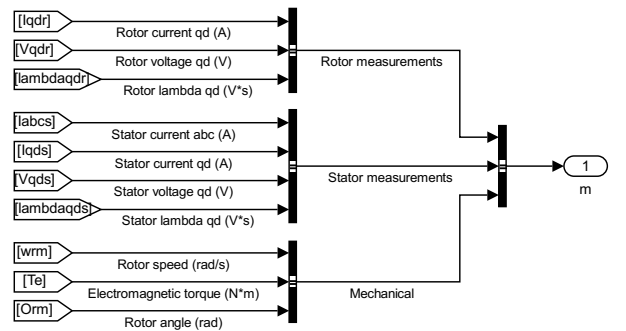 [Iqdr]
Rotor current qd (A)
[Vqdr]
Rotor voltage qd (V)
Rotor measurements
[lambdaqdr]
Rotor lambda qd (V*s)
[Iabcs]
Stator current abc (A)
[Iqds]
Stator current qd (A)
1
m
Stator measurements
[Vqds]
Stator voltage qd (V)
[lambdaqds]
Stator lambda qd (V*s)
[wrm]
Rotor speed (rad/s)
[Te]
Electromagnetic torque (N*m)
Mechanical
[Orm]
Rotor angle (rad)